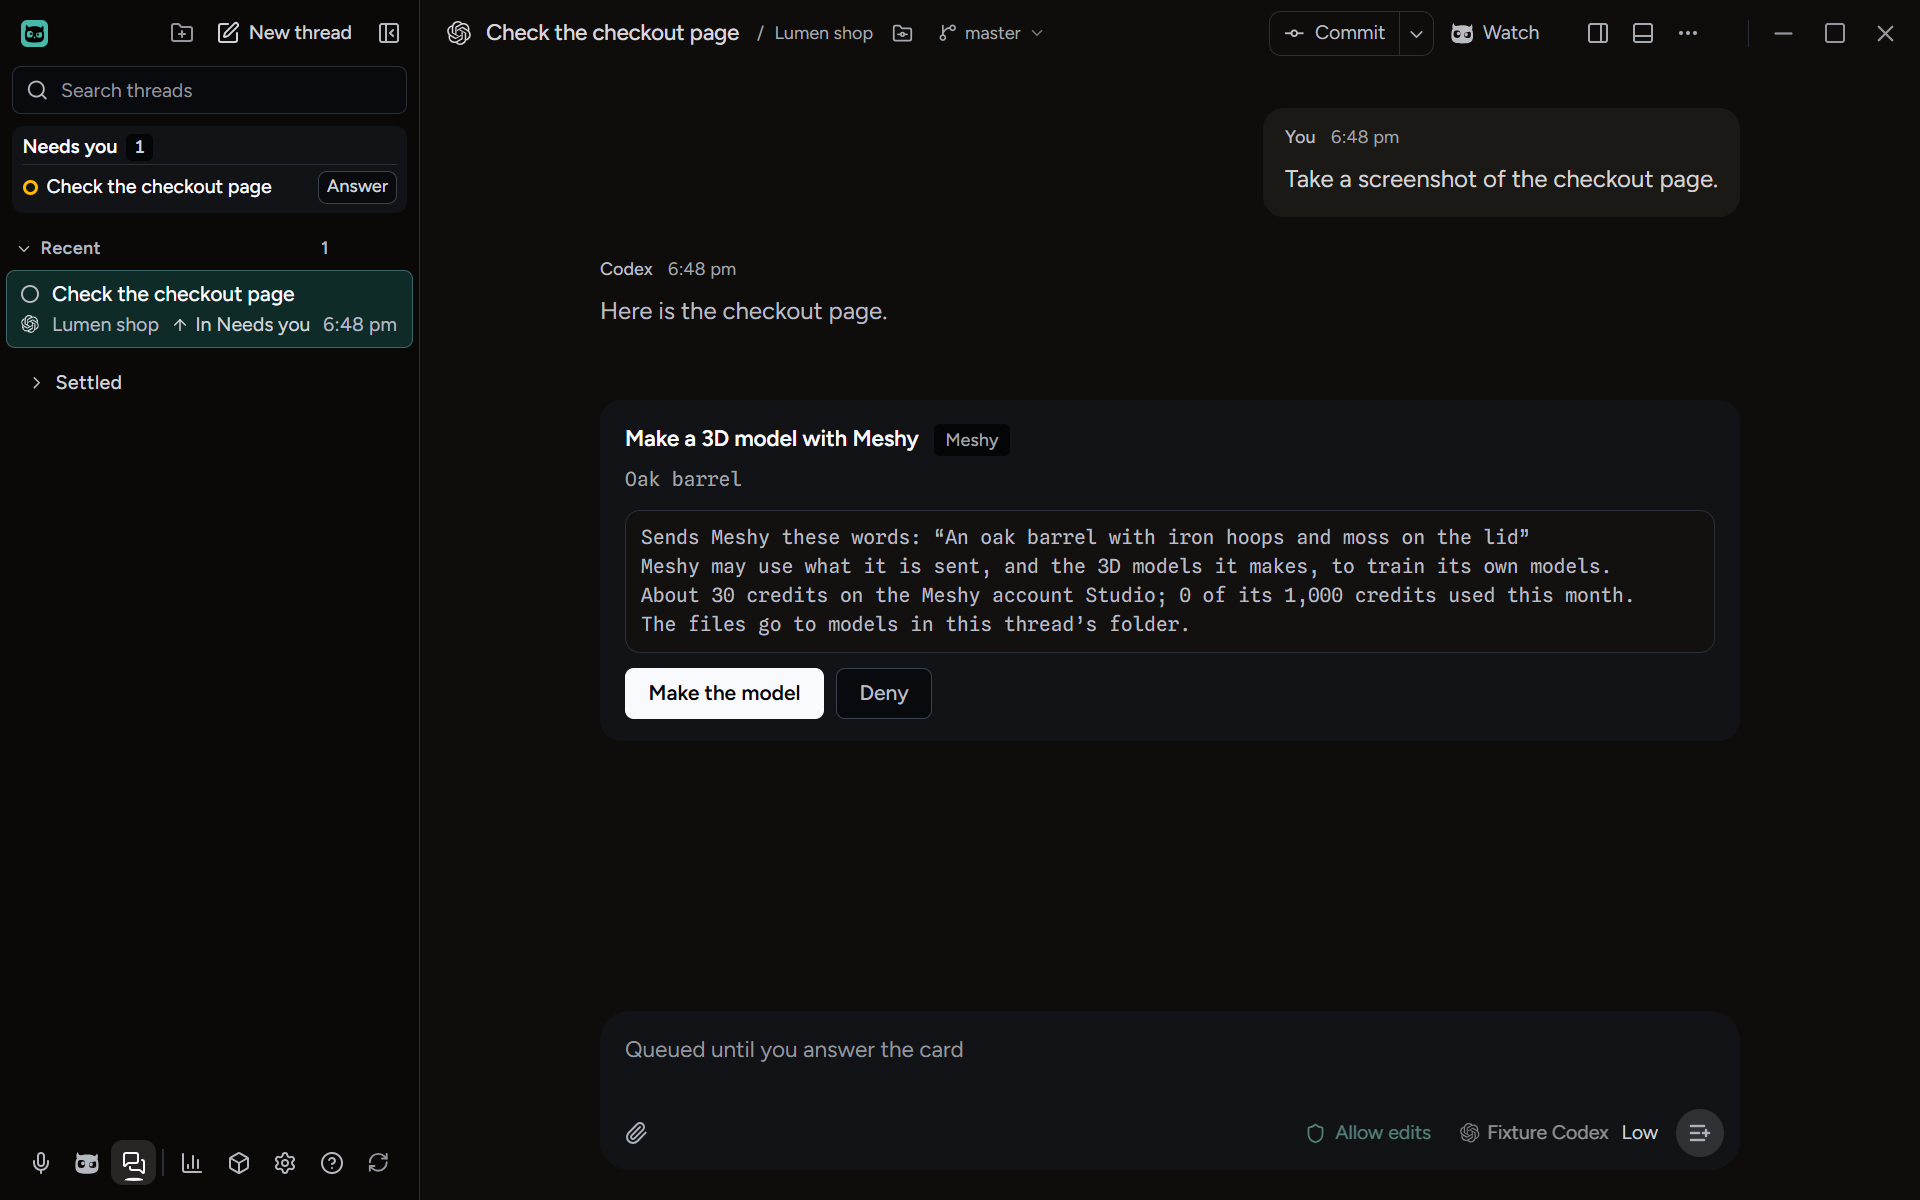 New thread
Search threads
Needs you 1
Check the checkout page Answer
Recent 1
Check the checkout page
Lumen shop In Needs you 6:48 pm
Settled
Check the checkout page / Lumen shop master
Commit Watch
You 6:48 pm
Take a screenshot of the checkout page.
Codex 6:48 pm
Here is the checkout page.
Make a 3D model with Meshy Meshy
Oak barrel
Sends Meshy these words: “An oak barrel with iron hoops and moss on the lid”
Meshy may use what it is sent, and the 3D models it makes, to train its own models.
About 30 credits on the Meshy account Studio; 0 of its 1,000 credits used this month.
The files go to models in this thread’s folder.
Make the model Deny
Queued until you answer the card
Allow edits Fixture Codex Low